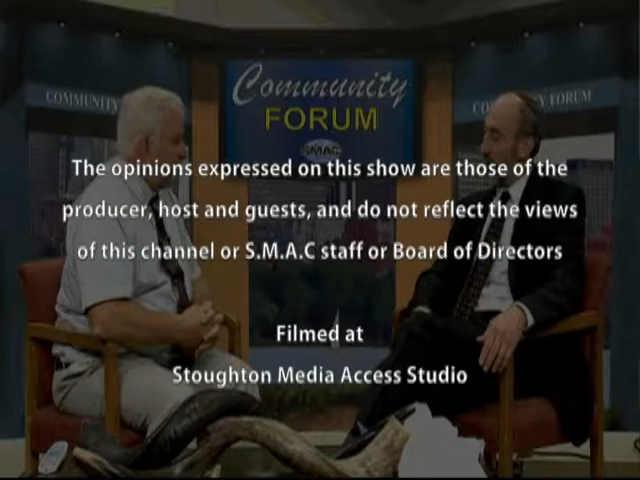 Community
FORUM
SMAC
COMMUNITY
COMMUNITY FORUM
The opinions expressed on this show are those of the
producer, host and guests, and do not reflect the views
of this channel or S.M.A.C staff or Board of Directors
Filmed at
Stoughton Media Access Studio